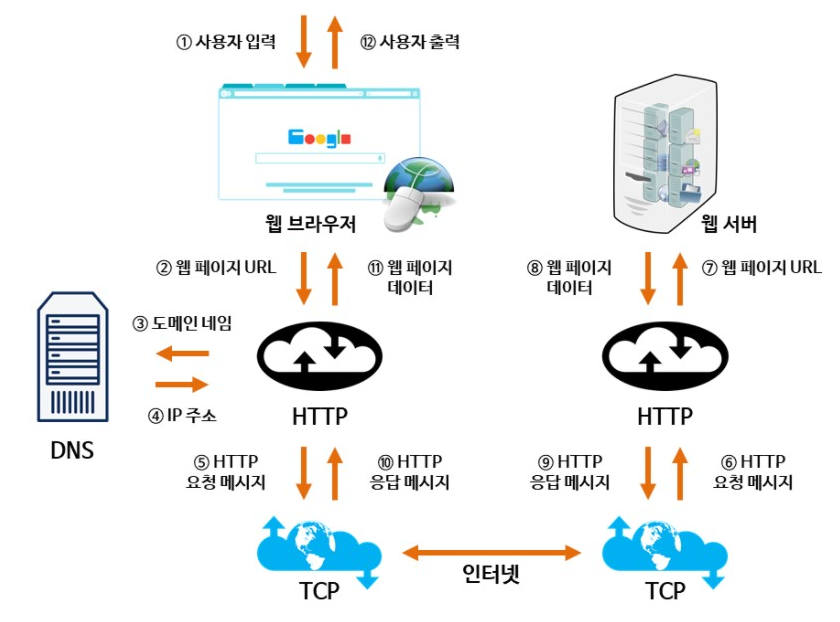 ① 사용자 입력
⑫ 사용자 출력
Google
웹 브라우저
웹 서버
② 웹 페이지 URL
⑪ 웹 페이지
데이터
⑧ 웹 페이지
데이터
⑦ 웹 페이지 URL
③ 도메인 네임
④ IP 주소
DNS
HTTP
HTTP
⑤ HTTP
요청 메시지
⑩ HTTP
응답 메시지
⑨ HTTP
응답 메시지
⑥ HTTP
요청 메시지
TCP
인터넷
TCP